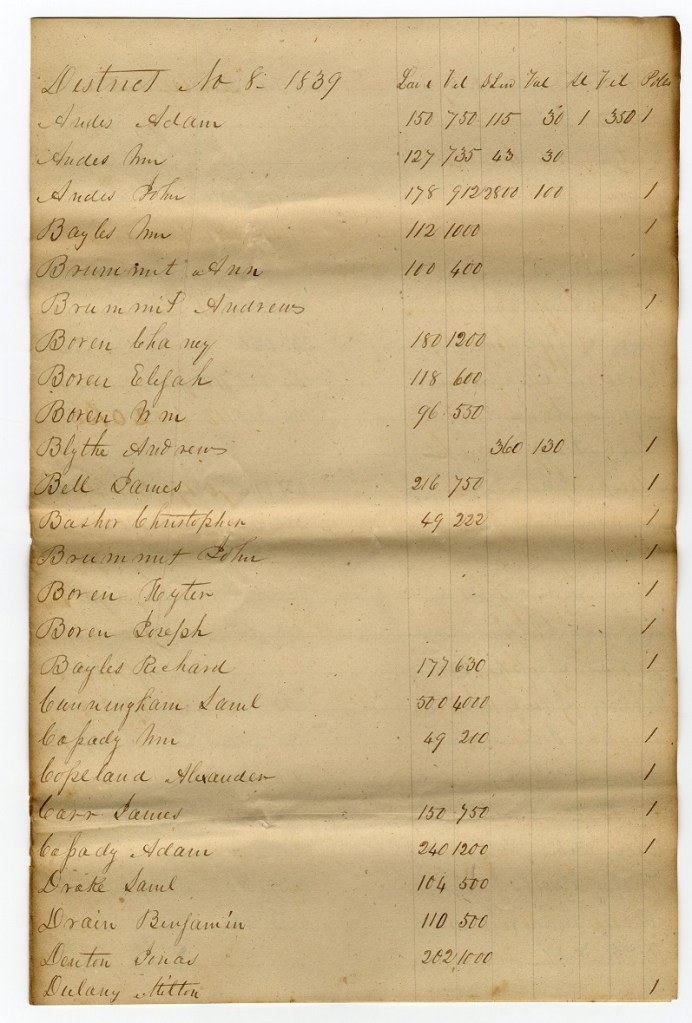 District No 8- 1839 Land Val SLnd Val Sl Val Poles
Andes Adam 150 750 115 30 1 350 1
Andes Wm 127 735 43 30
Andes John 178 912 2800 100 1
Bayles Wm 112 1000 1
Brummit Ann 100 400
Brummit Andrews 1
Boren Chaney 180 1200
Boren Elijah 118 600
Boren Wm 96 550
Blythe Andrews 360 130 1
Bell James 216 750 1
Bashor Christopher 49 222 1
Brummit John 1
Boren Hyter 1
Boren Joseph 1
Bayles Richard 177 630 1
Cunningham Saml 500 4000
Capady Wm 49 200 1
Copeland Alexander 1
Carr James 150 750 1
Capady Adam 240 1200 1
Drake Saml 104 500
Drain Benjamin 110 500
Denton Jonas 202 1000
Dulany Milton 1